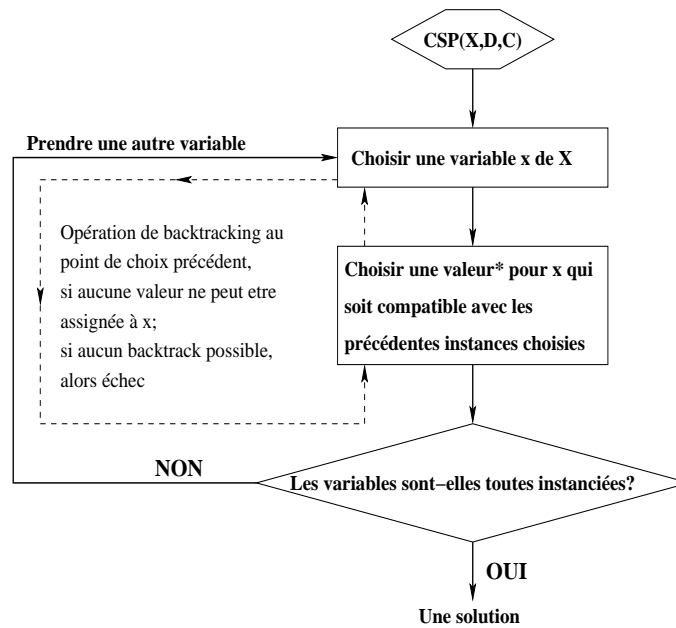 CSP(X,D,C)
Prendre une autre variable
Choisir une variable x de X
Opération de backtracking au
point de choix précédent,
si aucune valeur ne peut etre
assignée à x;
si aucun backtrack possible,
alors échec
Choisir une valeur* pour x qui
soit compatible avec les
précédentes instances choisies
NON
Les variables sont−elles toutes instanciées?
OUI
Une solution